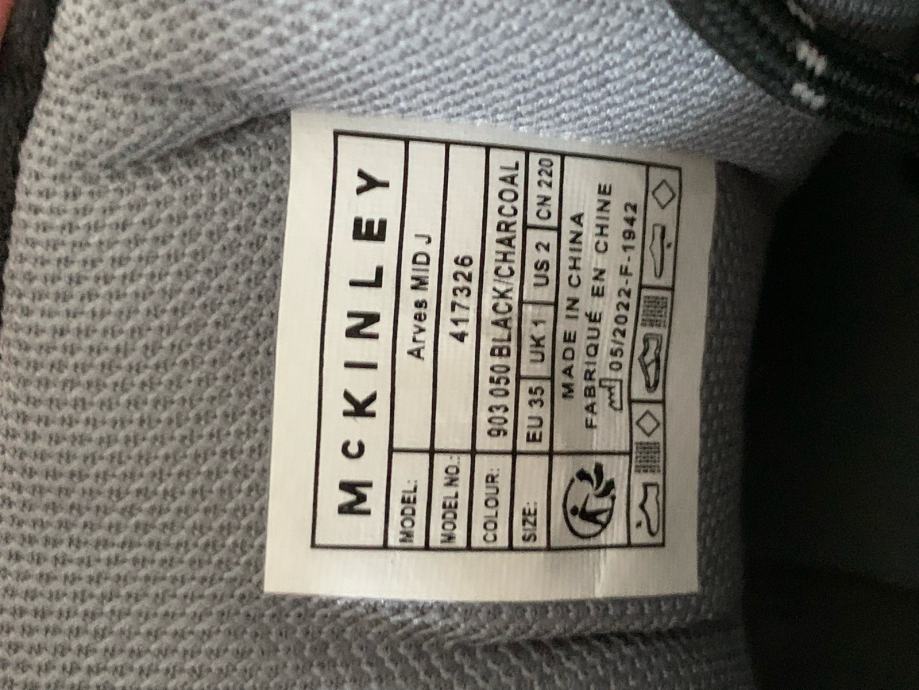 McKINLEY
MODEL: Arves MID J
MODEL NO.: 417326
COLOUR: 903 050 BLACK/CHARCOAL
SIZE: EU 35 UK 1 US 2 CN 220
MADE IN CHINA
FABRIQUÉ EN CHINE
05/2022-F-1942